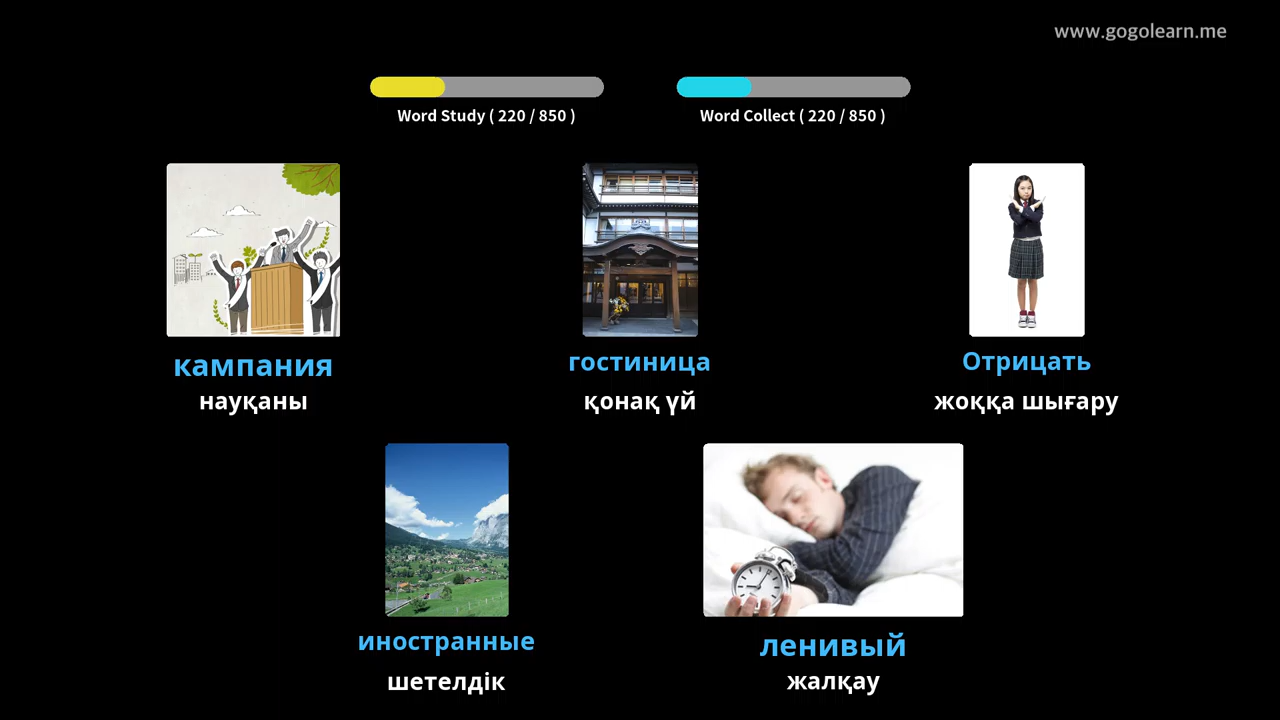 www.gogolearn.me
Word Study ( 220 / 850 )
Word Collect ( 220 / 850 )
кампания
науқаны
гостиница
қонақ үй
Отрицать
жоққа шығару
иностранные
шетелдік
ленивый
жалқау